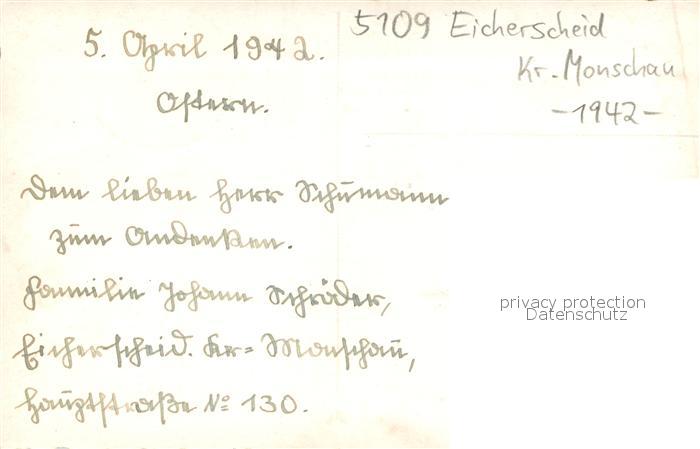 5109 Eicherscheid
Kr. Monschau
-1942-
5. April 1942.
Ostern.
Dem lieben Herr Schümann
zum Andenken.
Familie Johann Schröder,
Eicherscheid. Kr= Monschau,
Hauptstraße № 130.
privacy protection
Datenschutz